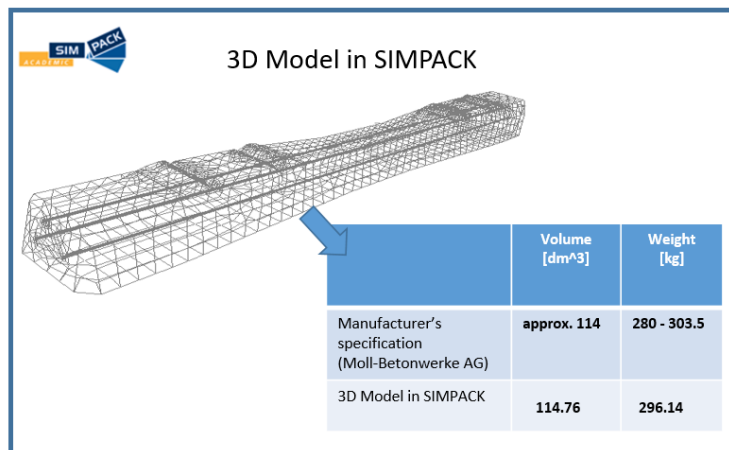 SIM PACK
ACADEMIC
3D Model in SIMPACK
Volume Weight
[dm^3] [kg]
Manufacturer's approx. 114 280 - 303.5
specification
(Moll-Betonwerke AG)
3D Model in SIMPACK 114.76 296.14